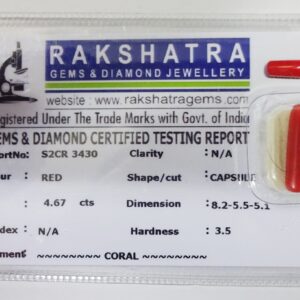 RAKSHATRA
GEMS & DIAMOND JEWELLERY
website : www.rakshatragems.com
gistered Under The Trade Marks with Govt. of India
EMS & DIAMOND CERTIFIED TESTING REPORT
ortNo: S2CR 3430 Clarity : N/A
ur : RED Shape/cut : CAPSULE
: 4.67 cts Dimension : 8.2-5.5-5.1
ndex : N/A Hardness : 3.5
ment: ~~~~~~~~ CORAL ~~~~~~~~